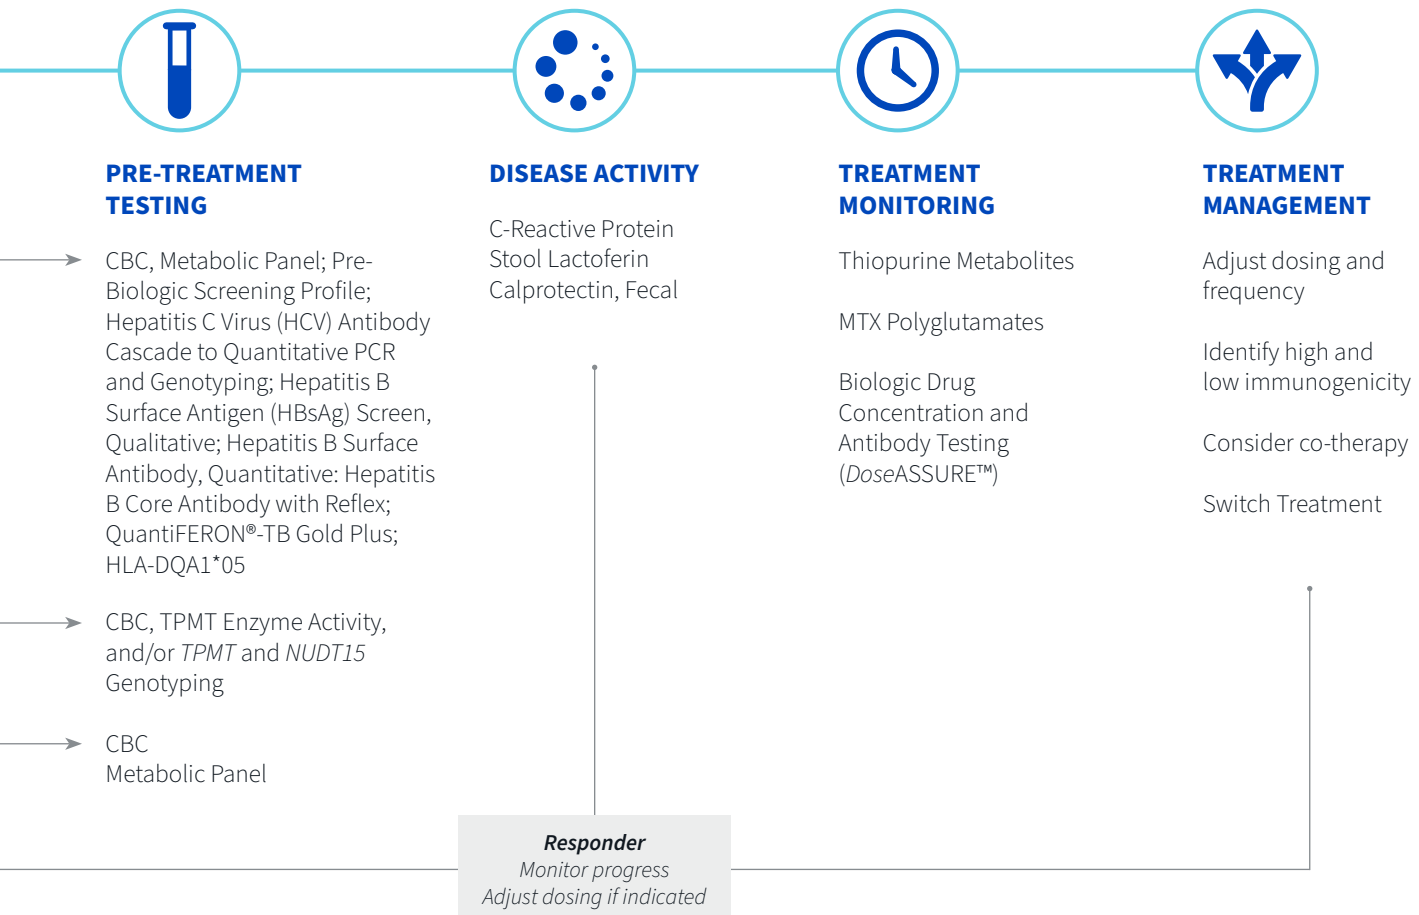 PRE-TREATMENT
TESTING
CBC, Metabolic Panel; Pre-
Biologic Screening Profile;
Hepatitis C Virus (HCV) Antibody
Cascade to Quantitative PCR
and Genotyping; Hepatitis B
Surface Antigen (HBsAg) Screen,
Qualitative; Hepatitis B Surface
Antibody, Quantitative: Hepatitis
B Core Antibody with Reflex;
QuantiFERON®-TB Gold Plus;
HLA-DQA1*05
CBC, TPMT Enzyme Activity,
and/or TPMT and NUDT15
Genotyping
CBC
Metabolic Panel
DISEASE ACTIVITY
C-Reactive Protein
Stool Lactoferin
Calprotectin, Fecal
TREATMENT
MONITORING
Thiopurine Metabolites
MTX Polyglutamates
Biologic Drug
Concentration and
Antibody Testing
(DoseASSURE™)
TREATMENT
MANAGEMENT
Adjust dosing and
frequency
Identify high and
low immunogenicity
Consider co-therapy
Switch Treatment
Responder
Monitor progress
Adjust dosing if indicated